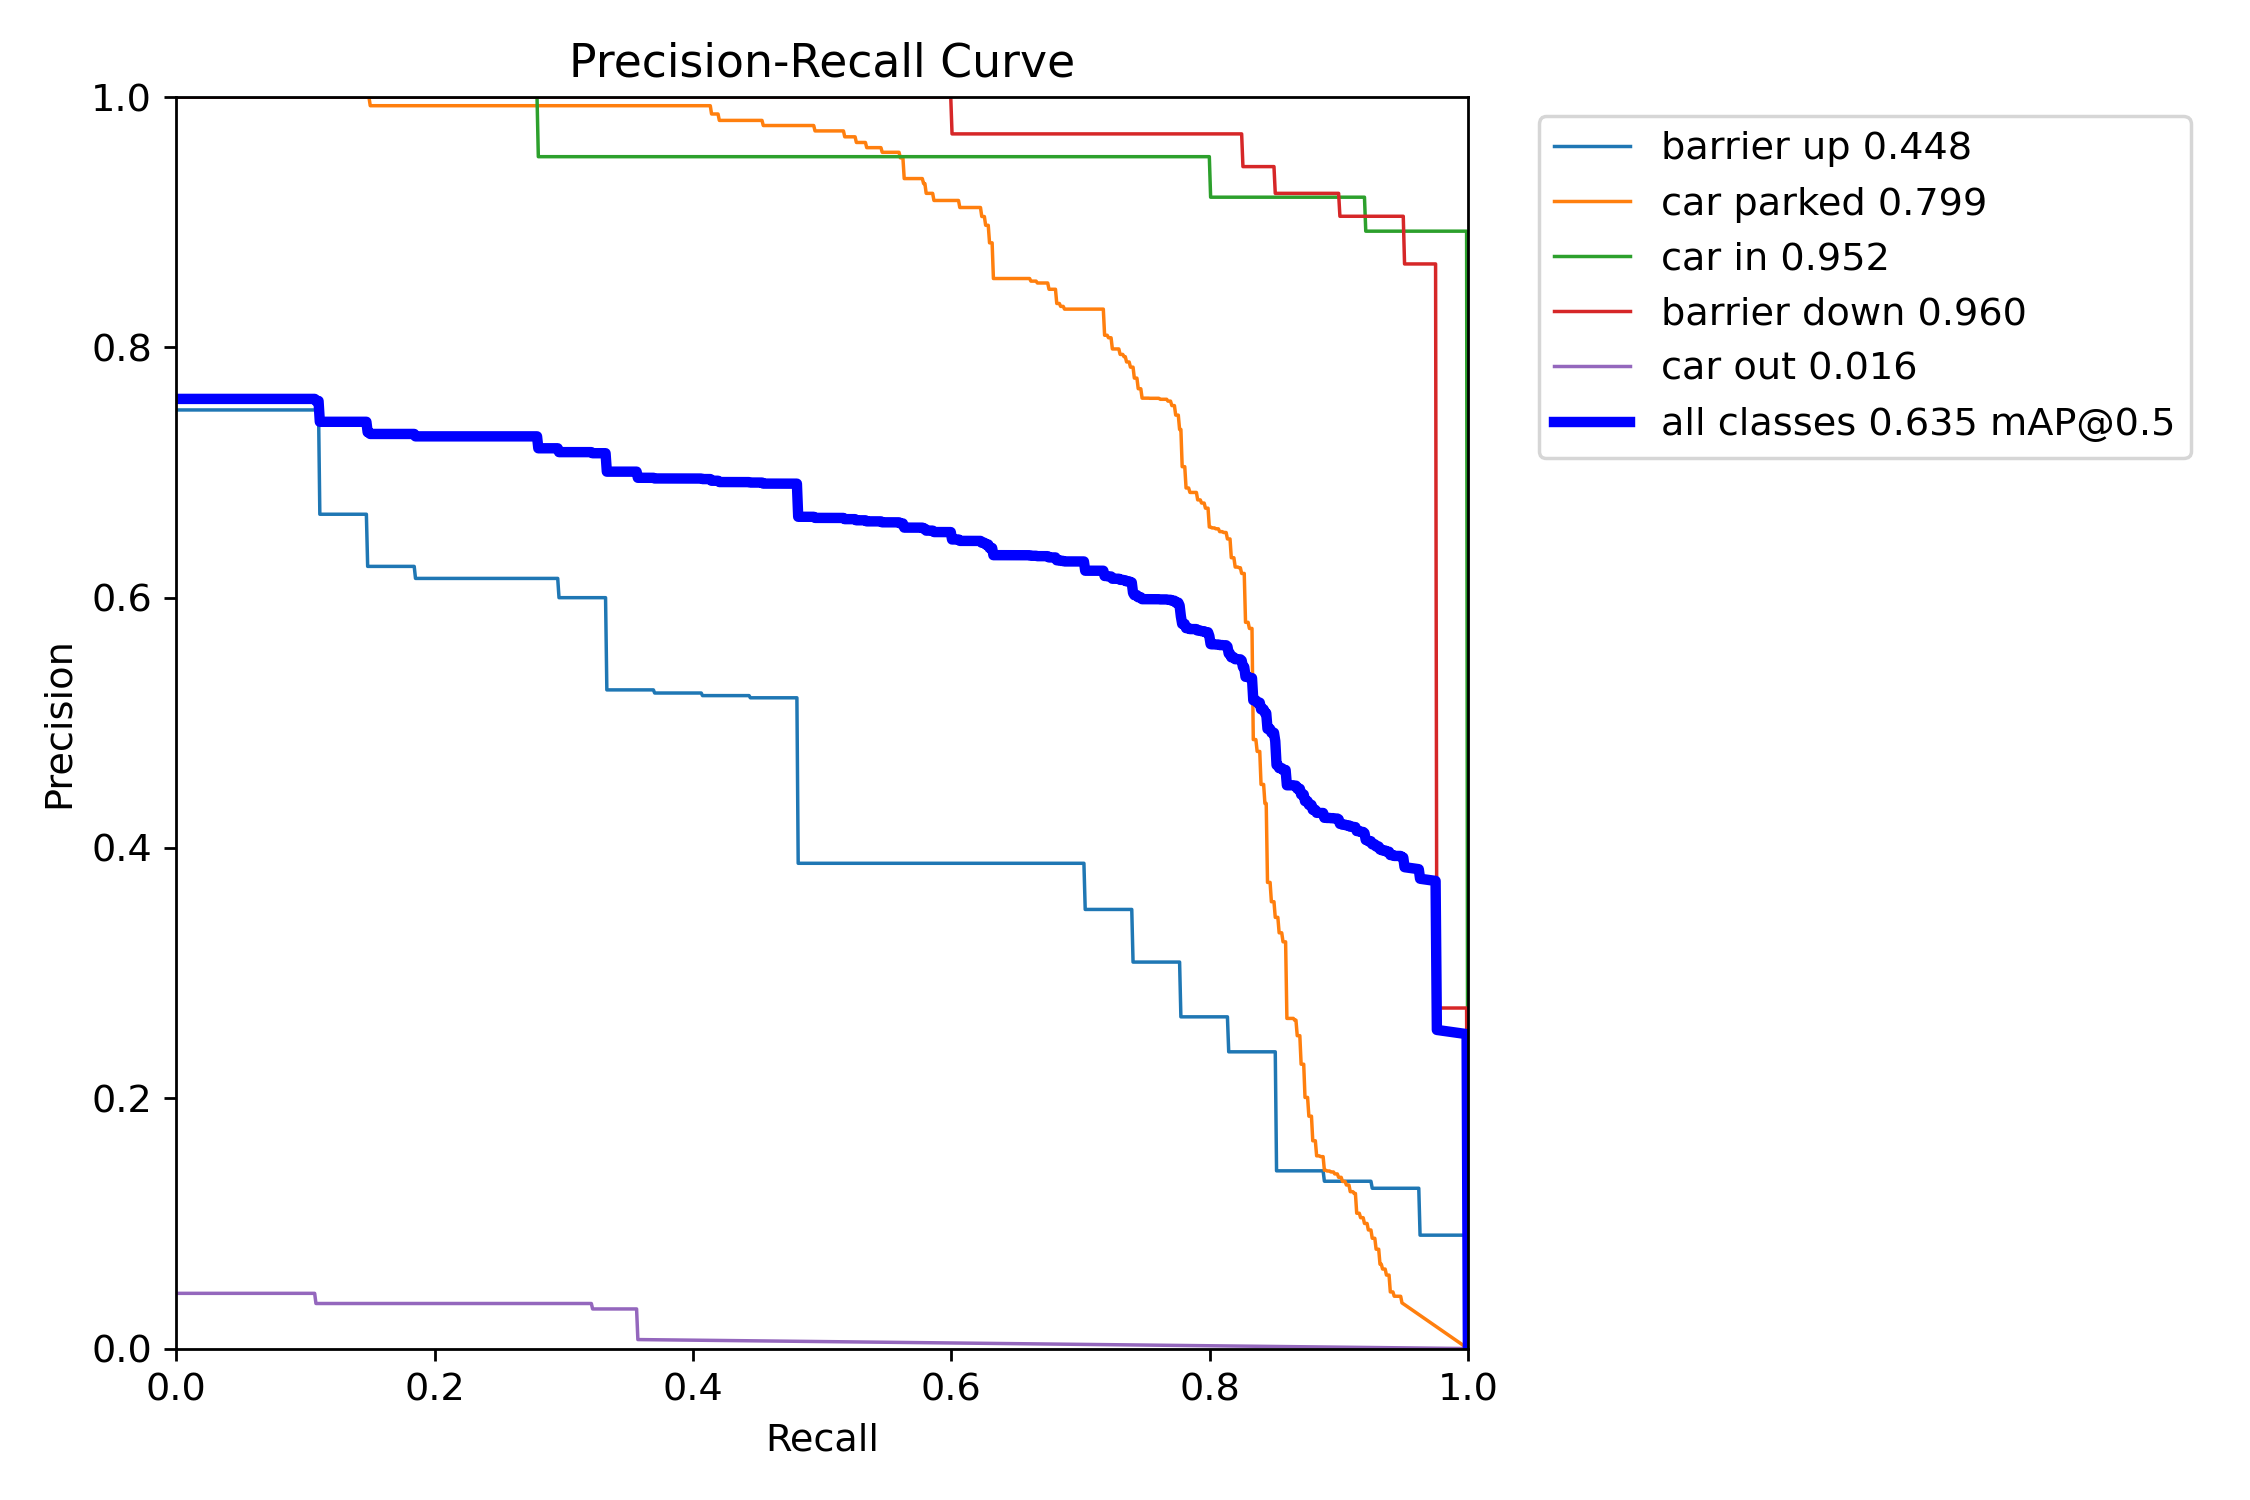 Precision-Recall Curve
1.0
0.8
0.6
0.4
0.2
0.0
Precision
0.0 0.2 0.4 0.6 0.8 1.0
Recall
barrier up 0.448
car parked 0.799
car in 0.952
barrier down 0.960
car out 0.016
all classes 0.635 mAP@0.5